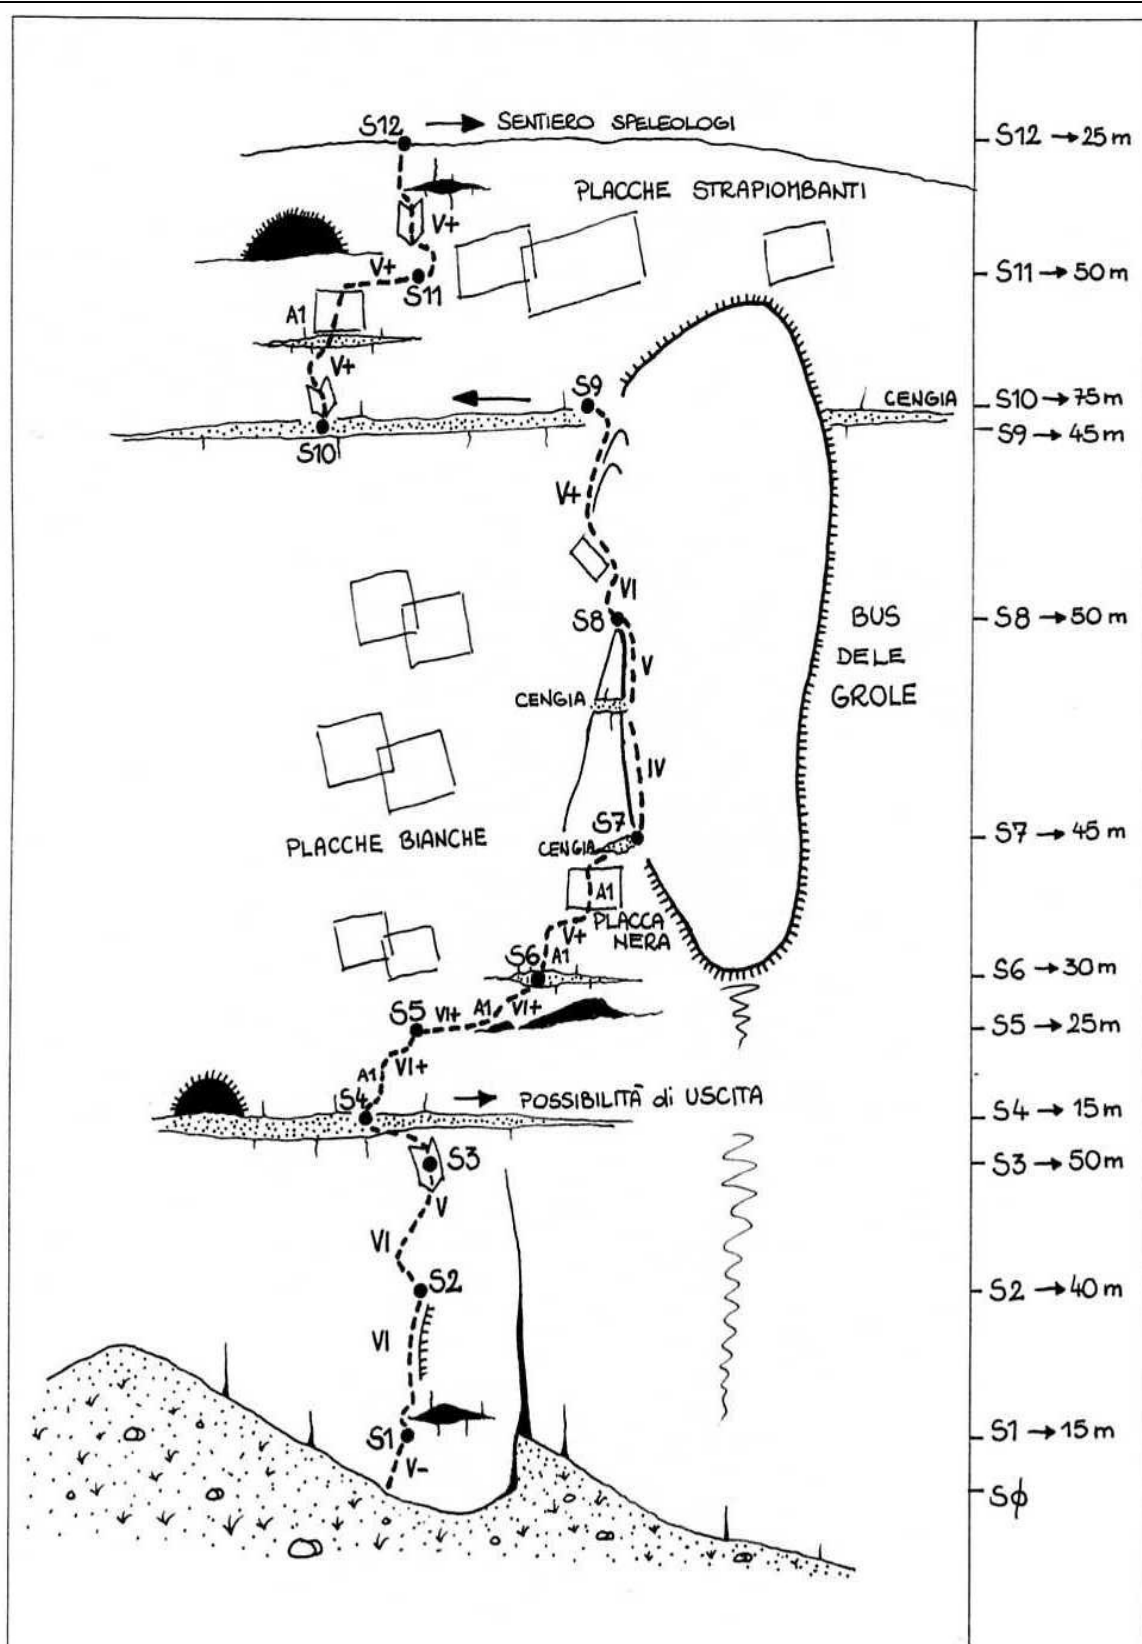 S12 → SENTIERO SPELEOLOGI
S12 → 25 m
PLACCHE STRAPIOMBANTI
V+
V+
S11
S11 → 50 m
A1
V+
S9
CENGIA
S10 → 75 m
S10
S9 → 45 m
V+
VI
S8
BUS
DELE
GROLE
S8 → 50 m
V
CENGIA
IV
PLACCHE BIANCHE
S7
S7 → 45 m
CENGIA
A1
PLACCA
NERA
V+
S6
A1
S6 → 30 m
S5
VI+
A1
VI+
S5 → 25 m
A1
VI+
S4
→ POSSIBILITÀ di USCITA
S4 → 15 m
S3
S3 → 50 m
V
VI
S2
S2 → 40 m
VI
S1
S1 → 15 m
V-
Sϕ